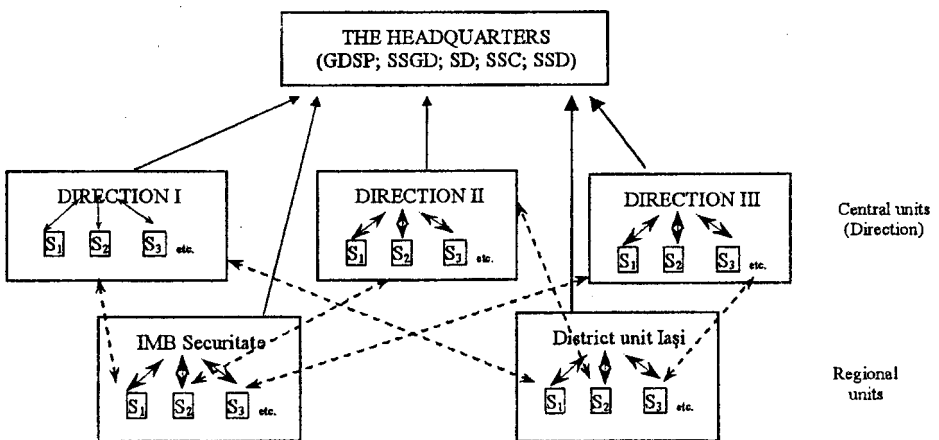 THE HEADQUARTERS
(GDSP; SSGD; SD; SSC; SSD)
DIRECTION I
S1 S2 S3 etc.
DIRECTION II
S1 S2 S3 etc.
DIRECTION III
S1 S2 S3 etc.
Central units
(Direction)
IMB Securitate
S1 S2 S3 etc.
District unit Iaşi
S1 S2 S3 etc.
Regional
units